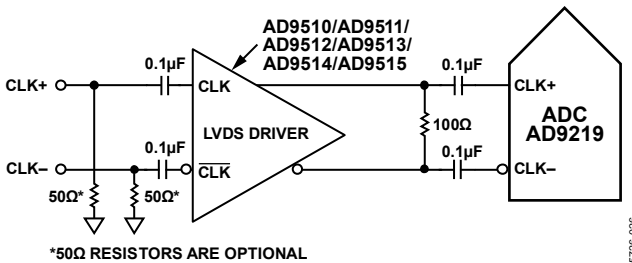 AD9510/AD9511/
AD9512/AD9513/
AD9514/AD9515
0.1µF
0.1µF
CLK+
CLK
CLK+
ADC
AD9219
LVDS DRIVER
100Ω
0.1µF
0.1µF
CLK–
CLK
CLK–
50Ω*
50Ω*
*50Ω RESISTORS ARE OPTIONAL